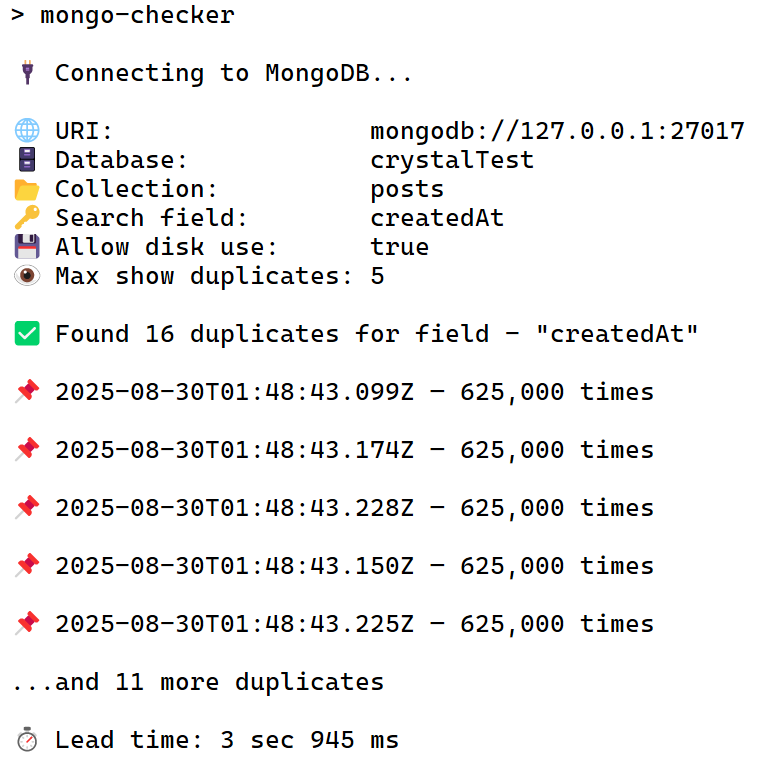 > mongo-checker
🔌 Connecting to MongoDB...
🌐 URI: mongodb://127.0.0.1:27017
🗄️ Database: crystalTest
📂 Collection: posts
🔑 Search field: createdAt
💾 Allow disk use: true
👁️ Max show duplicates: 5
✅ Found 16 duplicates for field — "createdAt"
📌 2025-08-30T01:48:43.099Z — 625,000 times
📌 2025-08-30T01:48:43.174Z — 625,000 times
📌 2025-08-30T01:48:43.228Z — 625,000 times
📌 2025-08-30T01:48:43.150Z — 625,000 times
📌 2025-08-30T01:48:43.225Z — 625,000 times
...and 11 more duplicates
⏱️ Lead time: 3 sec 945 ms